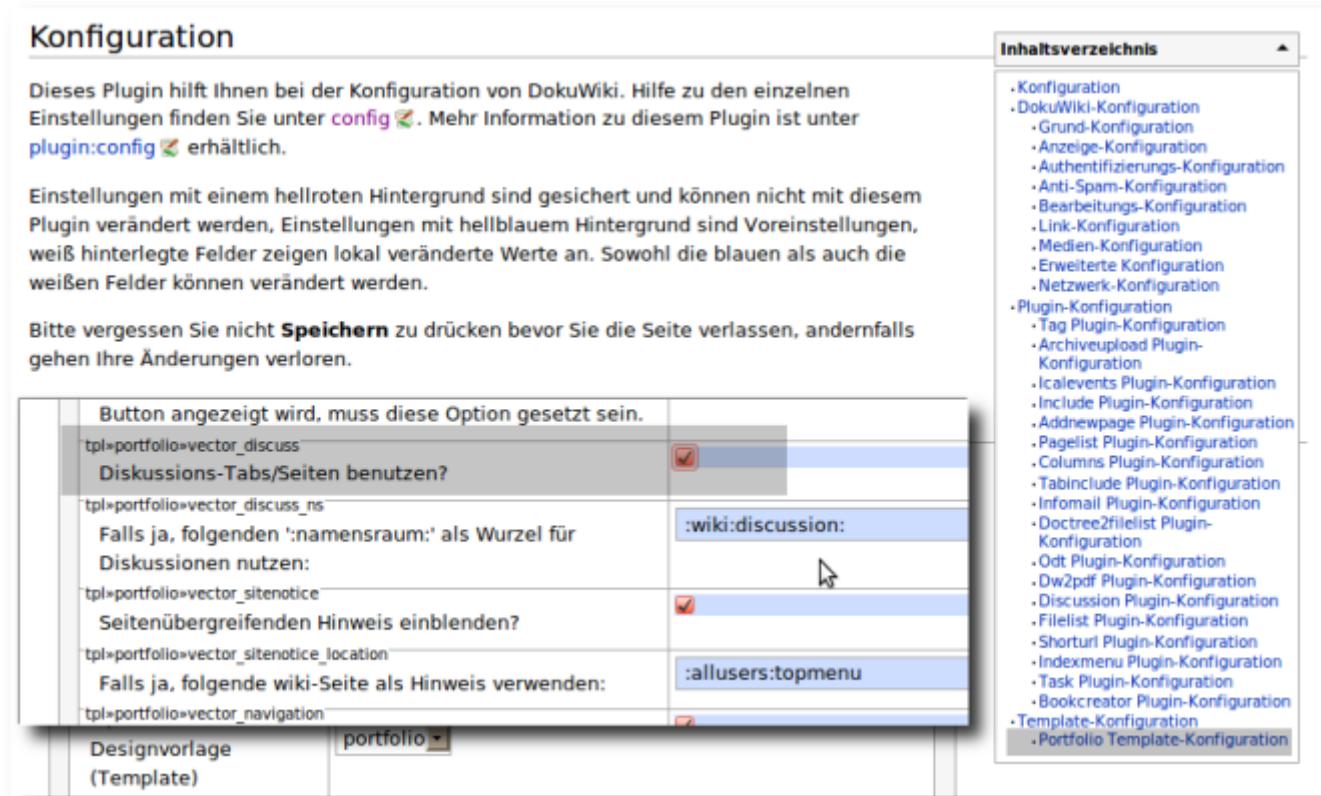 Konfiguration
Dieses Plugin hilft Ihnen bei der Konfiguration von DokuWiki. Hilfe zu den einzelnen
Einstellungen finden Sie unter config. Mehr Information zu diesem Plugin ist unter
plugin:config erhältlich.
Einstellungen mit einem hellroten Hintergrund sind gesichert und können nicht mit diesem
Plugin verändert werden, Einstellungen mit hellblauem Hintergrund sind Voreinstellungen,
weiß hinterlegte Felder zeigen lokal veränderte Werte an. Sowohl die blauen als auch die
weißen Felder können verändert werden.
Bitte vergessen Sie nicht Speichern zu drücken bevor Sie die Seite verlassen, andernfalls
gehen Ihre Änderungen verloren.
Button angezeigt wird, muss diese Option gesetzt sein.
tpl»portfolio»vector_discuss
Diskussions-Tabs/Seiten benutzen?
tpl»portfolio»vector_discuss_ns
Falls ja, folgenden ':namensraum:' als Wurzel für
Diskussionen nutzen:
:wiki:discussion:
tpl»portfolio»vector_sitenotice
Seitenübergreifenden Hinweis einblenden?
tpl»portfolio»vector_sitenotice_location
Falls ja, folgende wiki-Seite als Hinweis verwenden:
:allusers:topmenu
tpl»portfolio»vector_navigation
Designvorlage
(Template)
portfolio
Inhaltsverzeichnis
Konfiguration
DokuWiki-Konfiguration
Grund-Konfiguration
Anzeige-Konfiguration
Authentifizierungs-Konfiguration
Anti-Spam-Konfiguration
Bearbeitungs-Konfiguration
Link-Konfiguration
Medien-Konfiguration
Erweiterte Konfiguration
Netzwerk-Konfiguration
Plugin-Konfiguration
Tag Plugin-Konfiguration
Archiveupload Plugin-
Konfiguration
Icalevents Plugin-Konfiguration
Include Plugin-Konfiguration
Addnewpage Plugin-Konfiguration
Pagelist Plugin-Konfiguration
Columns Plugin-Konfiguration
Tabinclude Plugin-Konfiguration
Infomail Plugin-Konfiguration
Doctree2filelist Plugin-
Konfiguration
Odt Plugin-Konfiguration
Dw2pdf Plugin-Konfiguration
Discussion Plugin-Konfiguration
Filelist Plugin-Konfiguration
Shorturl Plugin-Konfiguration
Indexmenu Plugin-Konfiguration
Task Plugin-Konfiguration
Bookcreator Plugin-Konfiguration
Template-Konfiguration
Portfolio Template-Konfiguration